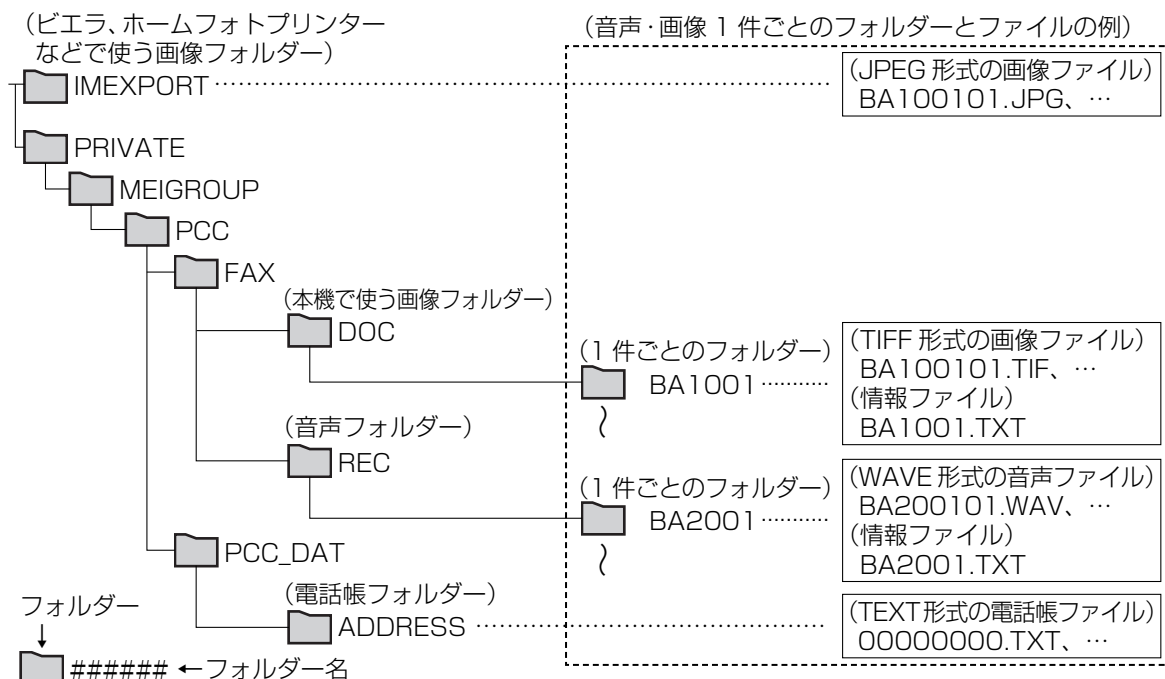 （ビエラ、ホームフォトプリンター
などで使う画像フォルダー）
（音声・画像 1 件ごとのフォルダーとファイルの例）
IMEXPORT
（JPEG 形式の画像ファイル）
BA100101.JPG、…
PRIVATE
MEIGROUP
PCC
FAX
（本機で使う画像フォルダー）
DOC
（1 件ごとのフォルダー）
BA1001
（TIFF 形式の画像ファイル）
BA100101.TIF、…
（情報ファイル）
BA1001.TXT
（音声フォルダー）
REC
（1 件ごとのフォルダー）
BA2001
（WAVE 形式の音声ファイル）
BA200101.WAV、…
（情報ファイル）
BA2001.TXT
PCC_DAT
（電話帳フォルダー）
ADDRESS
（TEXT形式の電話帳ファイル）
00000000.TXT、…
フォルダー
↓
###### ←フォルダー名